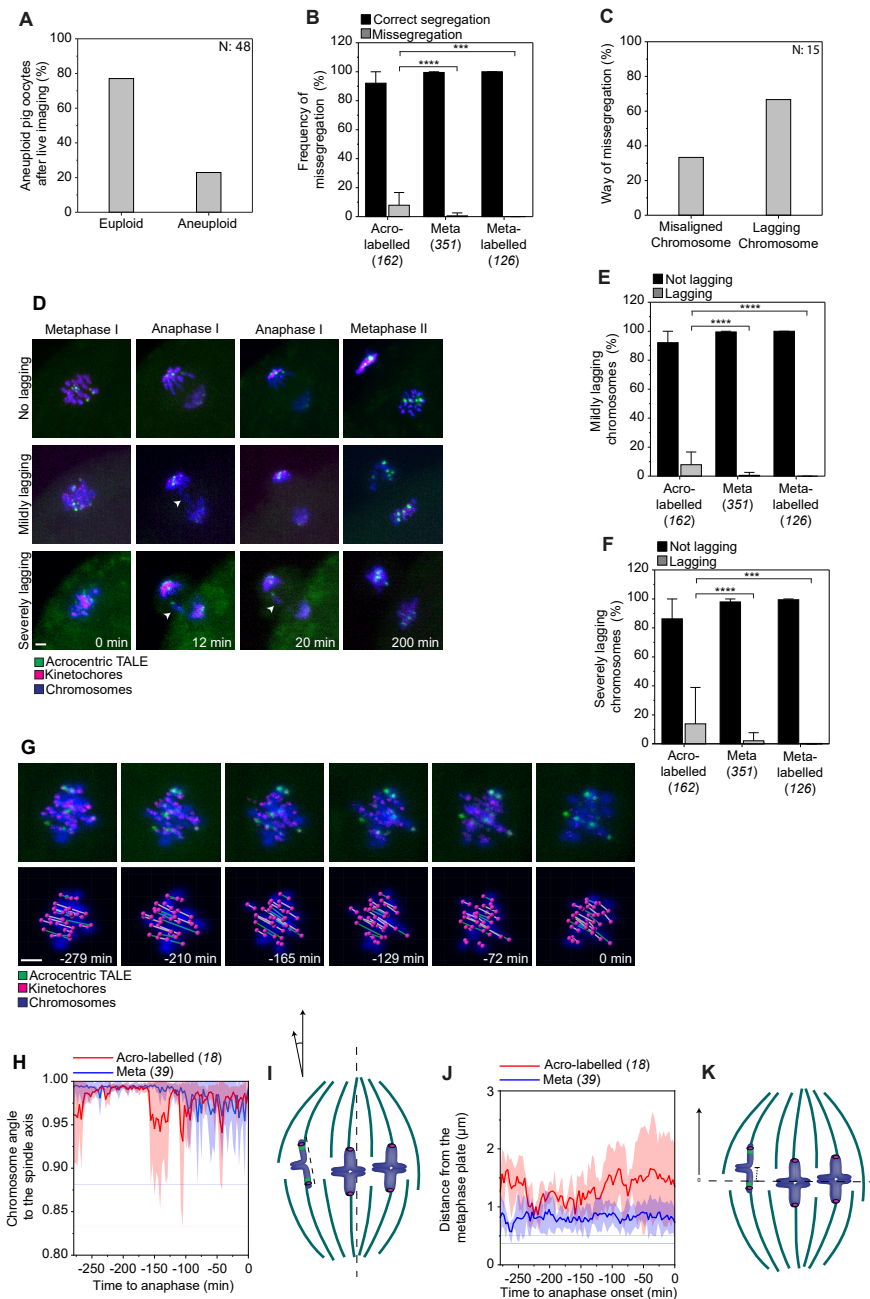 A
N: 48
Aneuploid pig oocytes
after live imaging (%)
100
80
60
40
20
0
Euploid
Aneuploid
B
Correct segregation
Missegregation
***
****
Frequency of
missegregation (%)
100
80
60
40
20
0
Acro-
labelled
(162)
Meta
(351)
Meta-
labelled
(126)
C
N: 15
Way of missegregation (%)
100
80
60
40
20
0
Misaligned
Chromosome
Lagging
Chromosome
D
Metaphase I
Anaphase I
Anaphase I
Metaphase II
No lagging
Mildly lagging
Severely lagging
0 min
12 min
20 min
200 min
Acrocentric TALE
Kinetochores
Chromosomes
E
Not lagging
Lagging
****
****
Mildly lagging
chromosomes (%)
100
80
60
40
20
0
Acro-
labelled
(162)
Meta
(351)
Meta-
labelled
(126)
F
Not lagging
Lagging
***
****
Severely lagging
chromosomes (%)
100
80
60
40
20
0
Acro-
labelled
(162)
Meta
(351)
Meta-
labelled
(126)
G
-279 min
-210 min
-165 min
-129 min
-72 min
0 min
Acrocentric TALE
Kinetochores
Chromosomes
H
Acro-labelled (18)
Meta (39)
Chromosome angle
to the spindle axis
1.00
0.95
0.90
0.85
0.80
-250
-200
-150
-100
-50
0
Time to anaphase (min)
I
J
Acro-labelled (18)
Meta (39)
Distance from the
metaphase plate (µm)
3
2
1
0
-250
-200
-150
-100
-50
0
Time to anaphase onset (min)
K
0